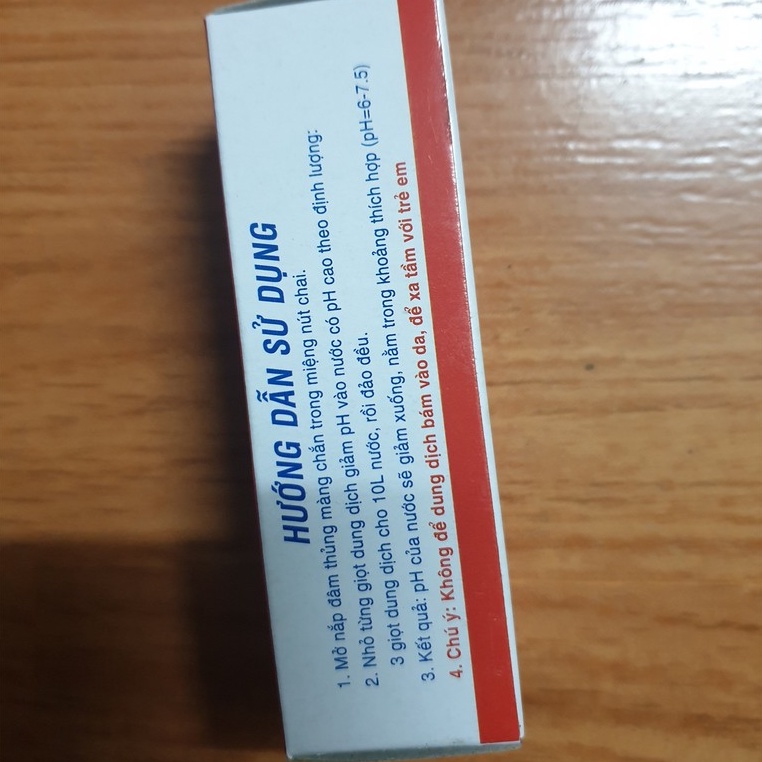 HƯỚNG DẪN SỬ DỤNG
1. Mở nắp đâm thủng màng chắn trong miệng nút chai.
2. Nhỏ từng giọt dung dịch giảm pH vào nước có pH cao theo định lượng:
3 giọt dung dịch cho 10L nước, rồi đảo đều.
3. Kết quả: pH của nước sẽ giảm xuống, nằm trong khoảng thích hợp (pH=6-7.5)
4. Chú ý: Không để dung dịch bám vào da, để xa tầm với trẻ em